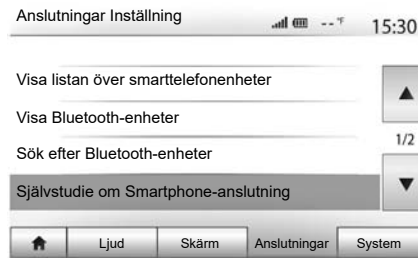 Anslutningar Inställning
-- °F 15:30
Visa listan över smarttelefonenheter
Visa Bluetooth-enheter
1/2
Sök efter Bluetooth-enheter
Självstudie om Smartphone-anslutning
Ljud Skärm Anslutningar System